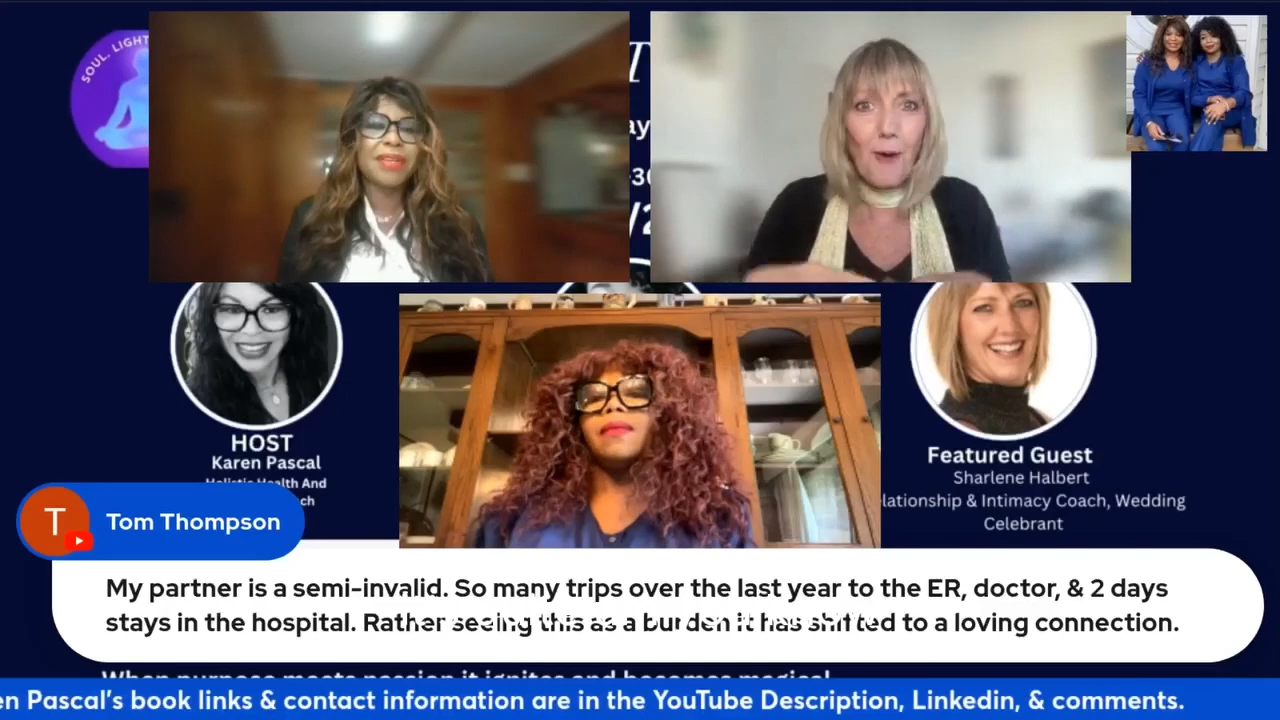 SOUL. LIGHT
HOST
Karen Pascal
Holistic Health And
Featured Guest
Sharlene Halbert
& Intimacy Coach, Wedding
Celebrant
T
Tom Thompson
My partner is a semi-invalid. So many trips over the last year to the ER, doctor, & 2 days
stays in the hospital. Rather seeing this as a burden it has shifted to a loving connection.
When purpose meets passion it ignites and becomes magical
Pascal's book links & contact information are in the YouTube Description, Linkedin, & comments.